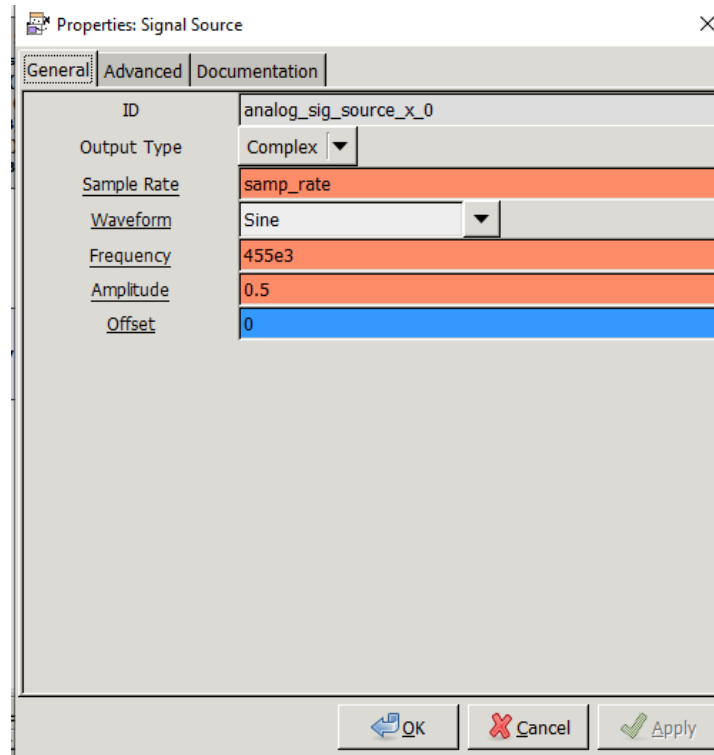 Properties: Signal Source
General Advanced Documentation
ID analog_sig_source_x_0
Output Type Complex
Sample Rate samp_rate
Waveform Sine
Frequency 455e3
Amplitude 0.5
Offset 0
OK Cancel Apply